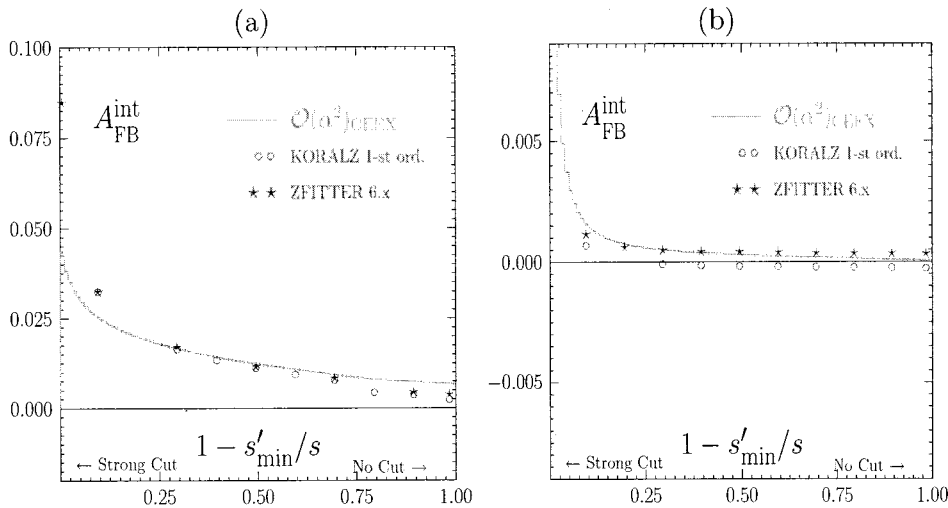 (a)
0.100
0.075
0.050
0.025
0.000
A_FB^int
O(α²)CEEX
KORALZ 1-st ord.
ZFITTER 6.x
1 − s′_min/s
← Strong Cut
No Cut →
0.25
0.50
0.75
1.00
(b)
0.005
0.000
−0.005
A_FB^int
O(α²)CEEX
KORALZ 1-st ord.
ZFITTER 6.x
1 − s′_min/s
← Strong Cut
No Cut →
0.25
0.50
0.75
1.00